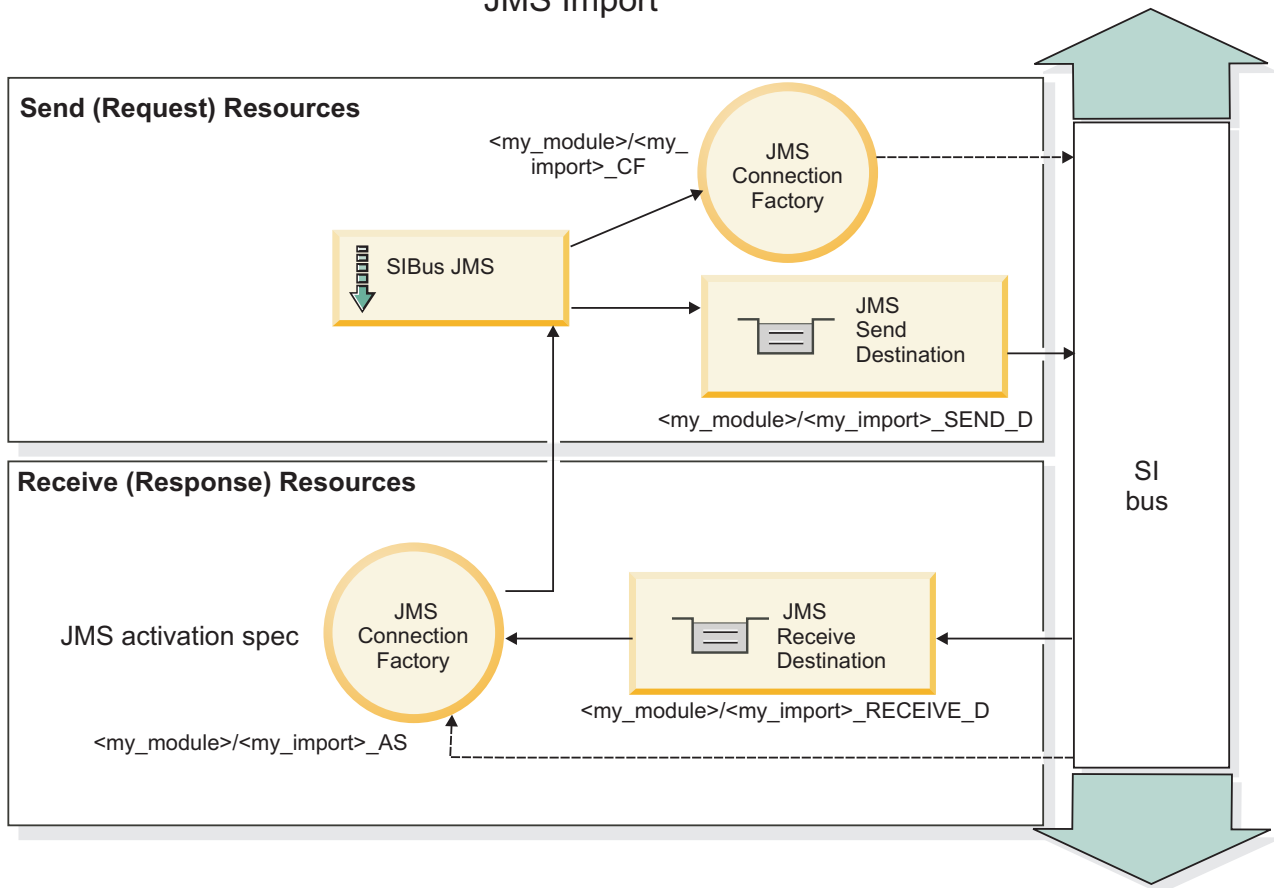 JMS Import
Send (Request) Resources
<my_module>/<my_
import>_CF
JMS
Connection
Factory
SIBus JMS
JMS
Send
Destination
<my_module>/<my_import>_SEND_D
SI
bus
Receive (Response) Resources
JMS activation spec
JMS
Connection
Factory
JMS
Receive
Destination
<my_module>/<my_import>_RECEIVE_D
<my_module>/<my_import>_AS